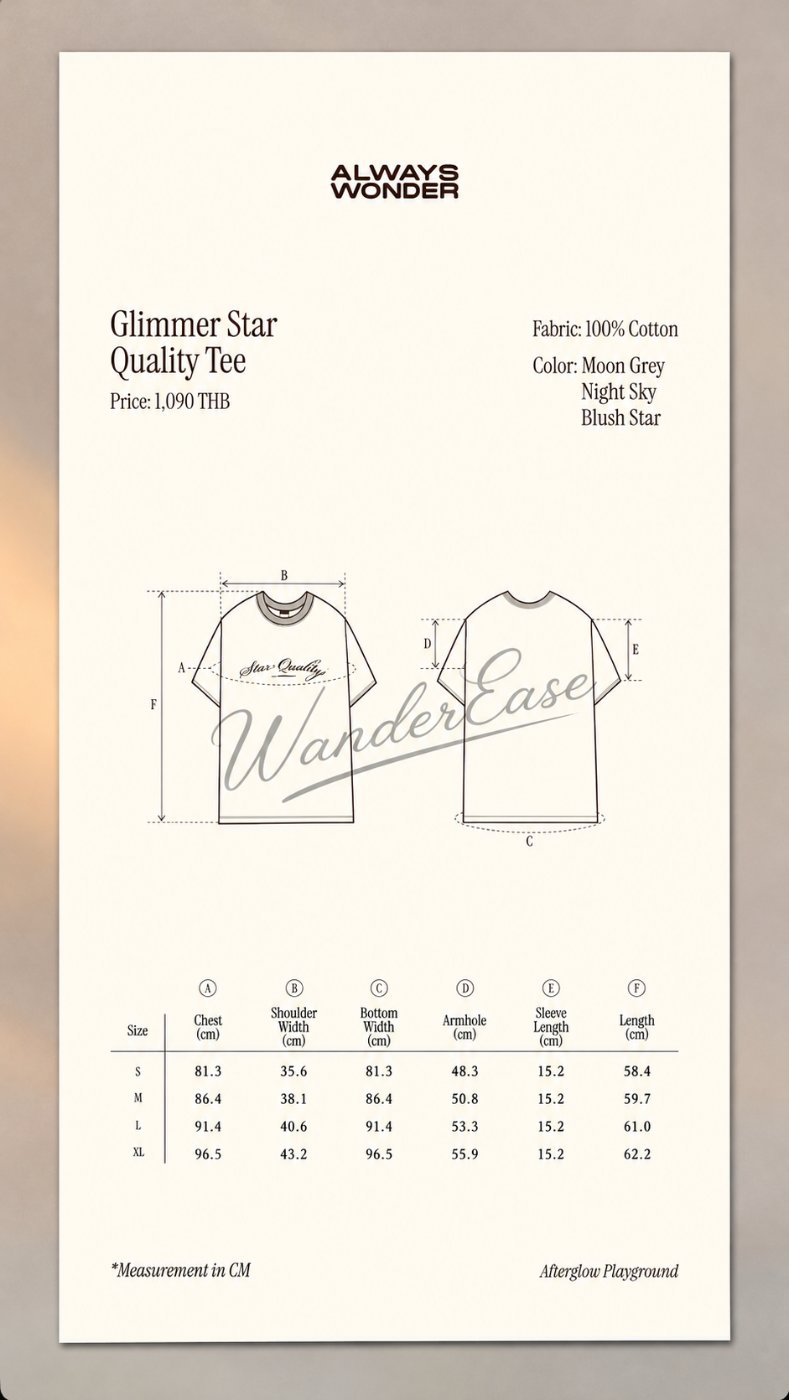 ALWAYS
WONDER
Glimmer Star
Quality Tee
Price: 1,090 THB
Fabric: 100% Cotton
Color: Moon Grey
Night Sky
Blush Star
B
A
F
Star Quality
D
E
C
WanderEase
A B C D E F
Size Chest (cm) Shoulder Width (cm) Bottom Width (cm) Armhole (cm) Sleeve Length (cm) Length (cm)
S 81.3 35.6 81.3 48.3 15.2 58.4
M 86.4 38.1 86.4 50.8 15.2 59.7
L 91.4 40.6 91.4 53.3 15.2 61.0
XL 96.5 43.2 96.5 55.9 15.2 62.2
*Measurement in CM
Afterglow Playground